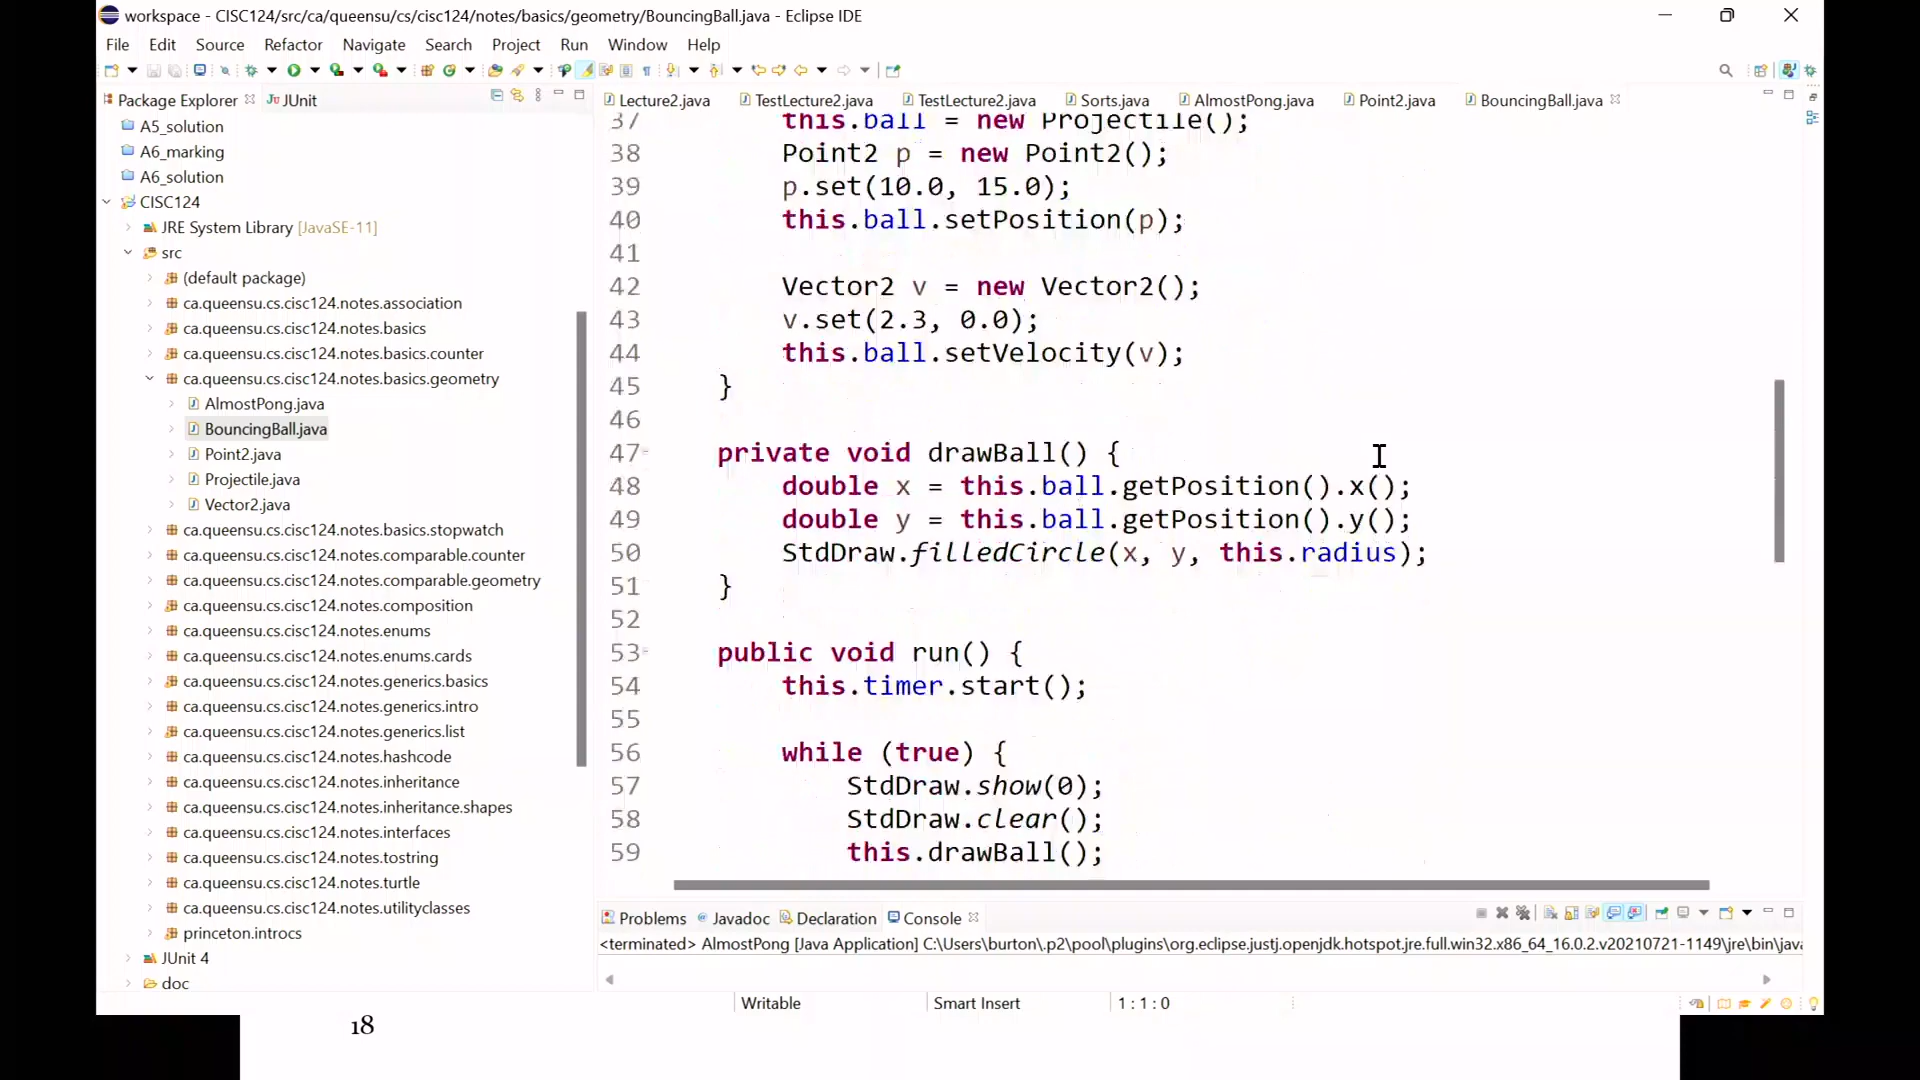 workspace - CISC124/src/ca/queensu/cs/cisc124/notes/basics/geometry/BouncingBall.java - Eclipse IDE
File Edit Source Refactor Navigate Search Project Run Window Help
Package Explorer JUnit
A5_solution
A6_marking
A6_solution
CISC124
JRE System Library [JavaSE-11]
src
(default package)
ca.queensu.cs.cisc124.notes.association
ca.queensu.cs.cisc124.notes.basics
ca.queensu.cs.cisc124.notes.basics.counter
ca.queensu.cs.cisc124.notes.basics.geometry
AlmostPong.java
BouncingBall.java
Point2.java
Projectile.java
Vector2.java
ca.queensu.cs.cisc124.notes.basics.stopwatch
ca.queensu.cs.cisc124.notes.comparable.counter
ca.queensu.cs.cisc124.notes.comparable.geometry
ca.queensu.cs.cisc124.notes.composition
ca.queensu.cs.cisc124.notes.enums
ca.queensu.cs.cisc124.notes.enums.cards
ca.queensu.cs.cisc124.notes.generics.basics
ca.queensu.cs.cisc124.notes.generics.intro
ca.queensu.cs.cisc124.notes.generics.list
ca.queensu.cs.cisc124.notes.hashcode
ca.queensu.cs.cisc124.notes.inheritance
ca.queensu.cs.cisc124.notes.inheritance.shapes
ca.queensu.cs.cisc124.notes.interfaces
ca.queensu.cs.cisc124.notes.tostring
ca.queensu.cs.cisc124.notes.turtle
ca.queensu.cs.cisc124.notes.utilityclasses
princeton.introcs
JUnit 4
doc
Lecture2.java TestLecture2.java TestLecture2.java Sorts.java AlmostPong.java Point2.java BouncingBall.java
37 this.ball = new Projectile();
38 Point2 p = new Point2();
39 p.set(10.0, 15.0);
40 this.ball.setPosition(p);
41
42 Vector2 v = new Vector2();
43 v.set(2.3, 0.0);
44 this.ball.setVelocity(v);
45 }
46
47 private void drawBall() {
48 double x = this.ball.getPosition().x();
49 double y = this.ball.getPosition().y();
50 StdDraw.filledCircle(x, y, this.radius);
51 }
52
53 public void run() {
54 this.timer.start();
55
56 while (true) {
57 StdDraw.show(0);
58 StdDraw.clear();
59 this.drawBall();
Problems Javadoc Declaration Console
<terminated> AlmostPong [Java Application] C:\Users\burton\.p2\pool\plugins\org.eclipse.justj.openjdk.hotspot.jre.full.win32.x86_64_16.0.2.v20210721-1149\jre\bin\java
Writable Smart Insert 1 : 1 : 0
18